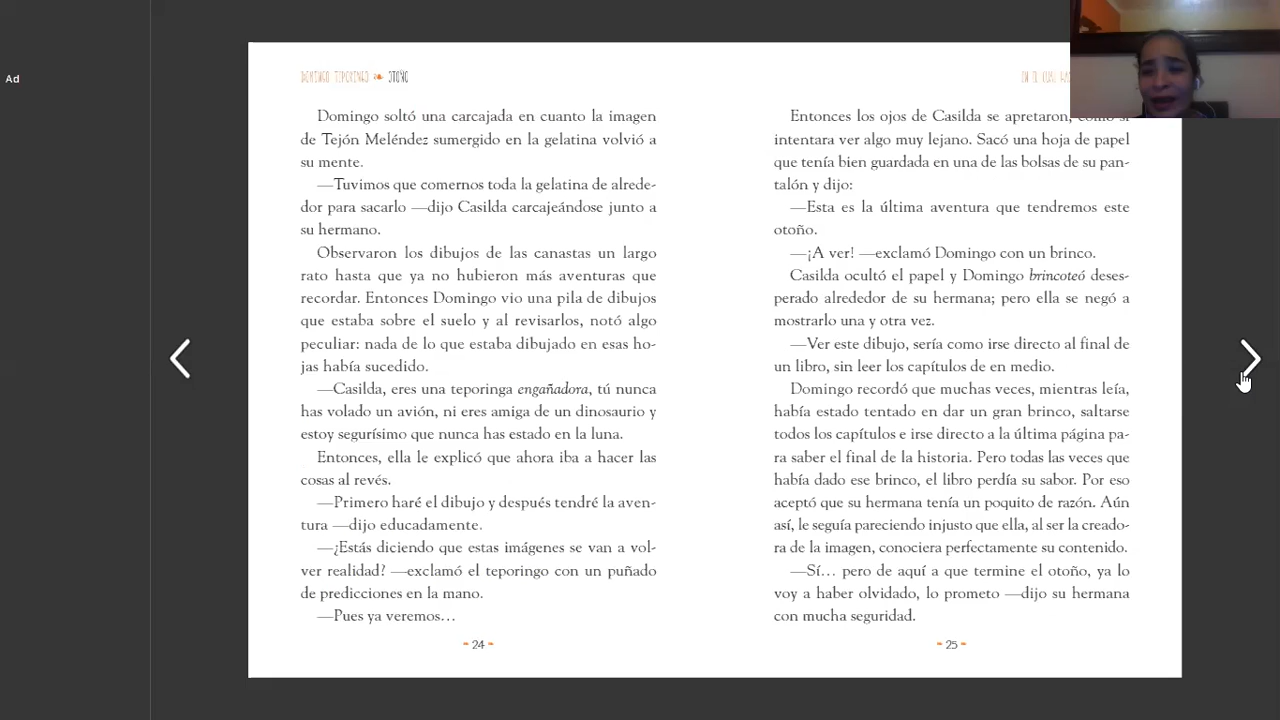 Ad
DOMINGO TEPORINGO ❧ OTOÑO
Domingo soltó una carcajada en cuanto la imagen
de Tejón Meléndez sumergido en la gelatina volvió a
su mente.
—Tuvimos que comernos toda la gelatina de alrede-
dor para sacarlo —dijo Casilda carcajeándose junto a
su hermano.
Observaron los dibujos de las canastas un largo
rato hasta que ya no hubieron más aventuras que
recordar. Entonces Domingo vio una pila de dibujos
que estaba sobre el suelo y al revisarlos, notó algo
peculiar: nada de lo que estaba dibujado en esas ho-
jas había sucedido.
—Casilda, eres una teporinga engañadora, tú nunca
has volado un avión, ni eres amiga de un dinosaurio y
estoy segurísimo que nunca has estado en la luna.
Entonces, ella le explicó que ahora iba a hacer las
cosas al revés.
—Primero haré el dibujo y después tendré la aven-
tura —dijo educadamente.
—¿Estás diciendo que estas imágenes se van a vol-
ver realidad? —exclamó el teporingo con un puñado
de predicciones en la mano.
—Pues ya veremos…
24
EN EL CUAL
Entonces los ojos de Casilda se apretaron, como si
intentara ver algo muy lejano. Sacó una hoja de papel
que tenía bien guardada en una de las bolsas de su pan-
talón y dijo:
—Esta es la última aventura que tendremos este
otoño.
—¡A ver! —exclamó Domingo con un brinco.
Casilda ocultó el papel y Domingo brincoteó deses-
perado alrededor de su hermana; pero ella se negó a
mostrarlo una y otra vez.
—Ver este dibujo, sería como irse directo al final de
un libro, sin leer los capítulos de en medio.
Domingo recordó que muchas veces, mientras leía,
había estado tentado en dar un gran brinco, saltarse
todos los capítulos e irse directo a la última página pa-
ra saber el final de la historia. Pero todas las veces que
había dado ese brinco, el libro perdía su sabor. Por eso
aceptó que su hermana tenía un poquito de razón. Aún
así, le seguía pareciendo injusto que ella, al ser la creado-
ra de la imagen, conociera perfectamente su contenido.
—Sí… pero de aquí a que termine el otoño, ya lo
voy a haber olvidado, lo prometo —dijo su hermana
con mucha seguridad.
25